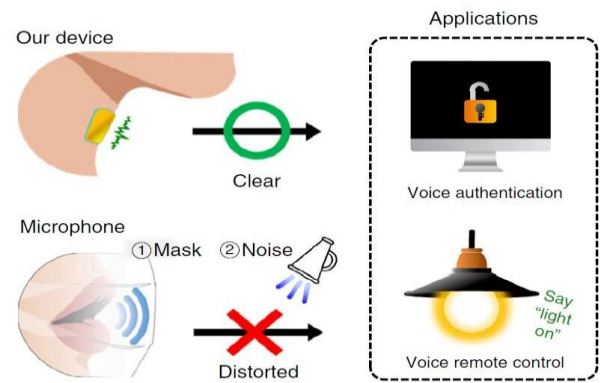 Our device
Clear
Microphone
①Mask
②Noise
Distorted
Applications
Voice authentication
Say
“light
on”
Voice remote control